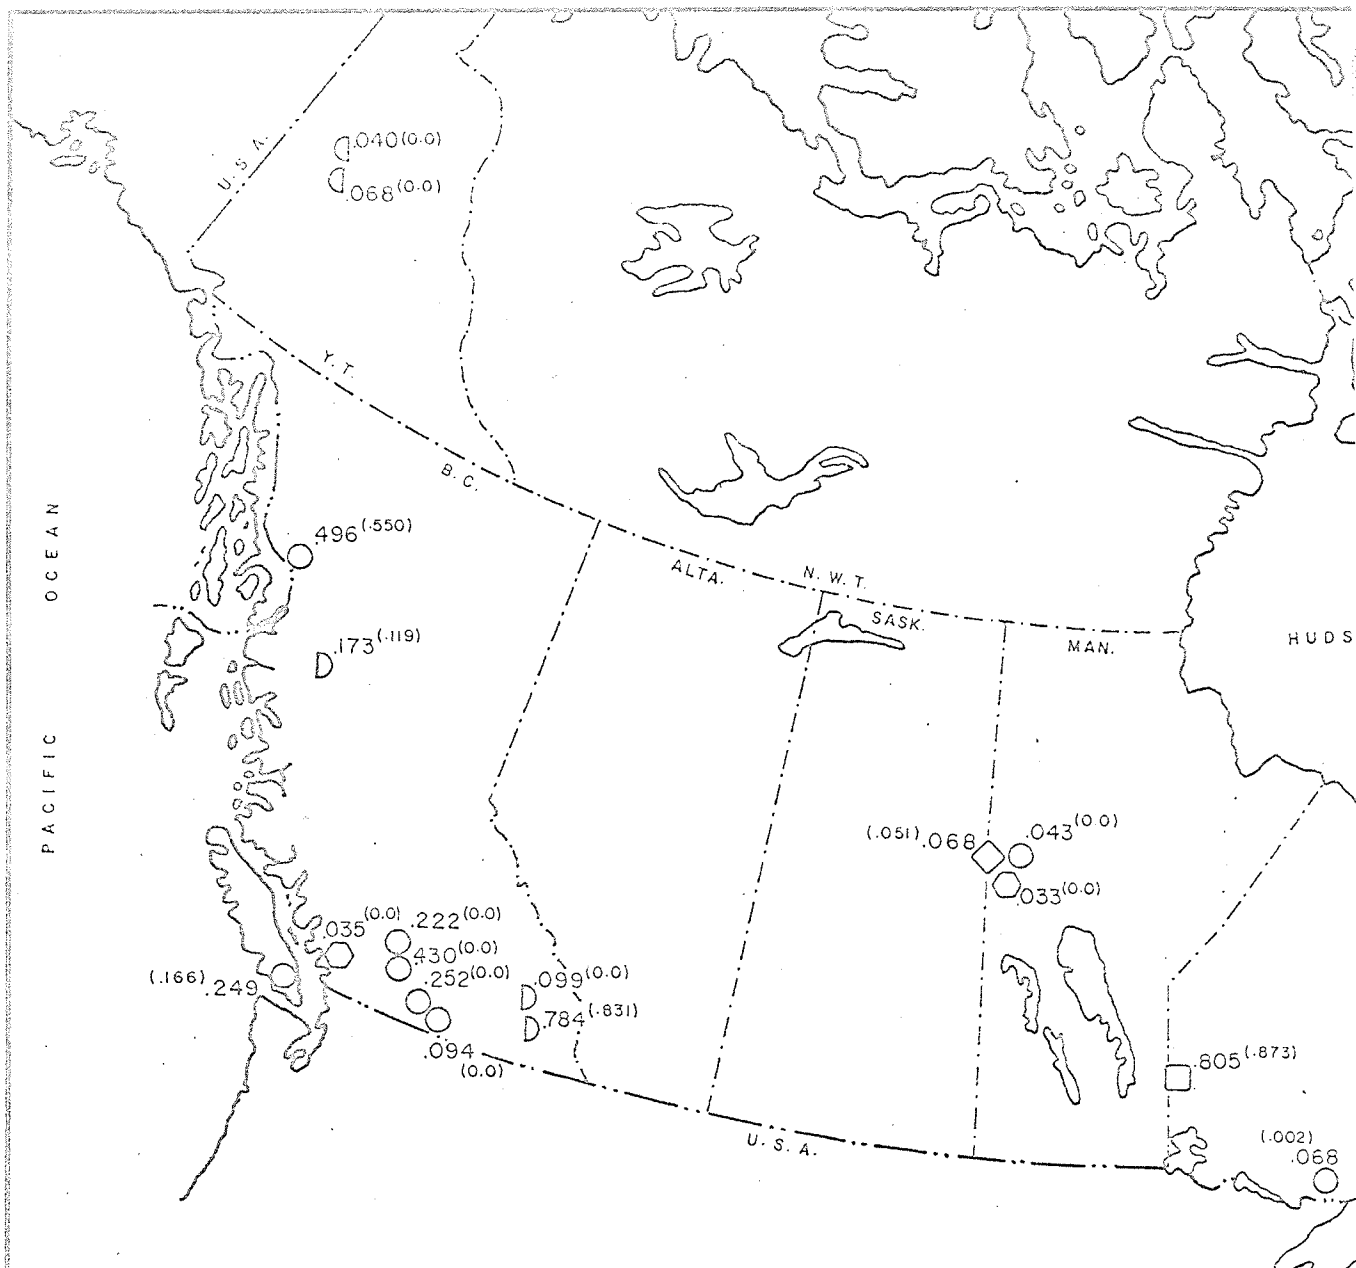 .040(0.0)
U.S.A.
.068(0.0)
Y.T.
B.C.
.496(.550)
ALTA.
N.W.T.
SASK.
MAN.
HUDS
PACIFIC OCEAN
.173(.119)
(.051).068
.043(0.0)
.033(0.0)
.035(0.0)
.222(0.0)
.430(0.0)
.252(0.0)
(.166).249
.099(0.0)
.784(.831)
.094
(0.0)
.805(.873)
U.S.A.
(.002)
.068